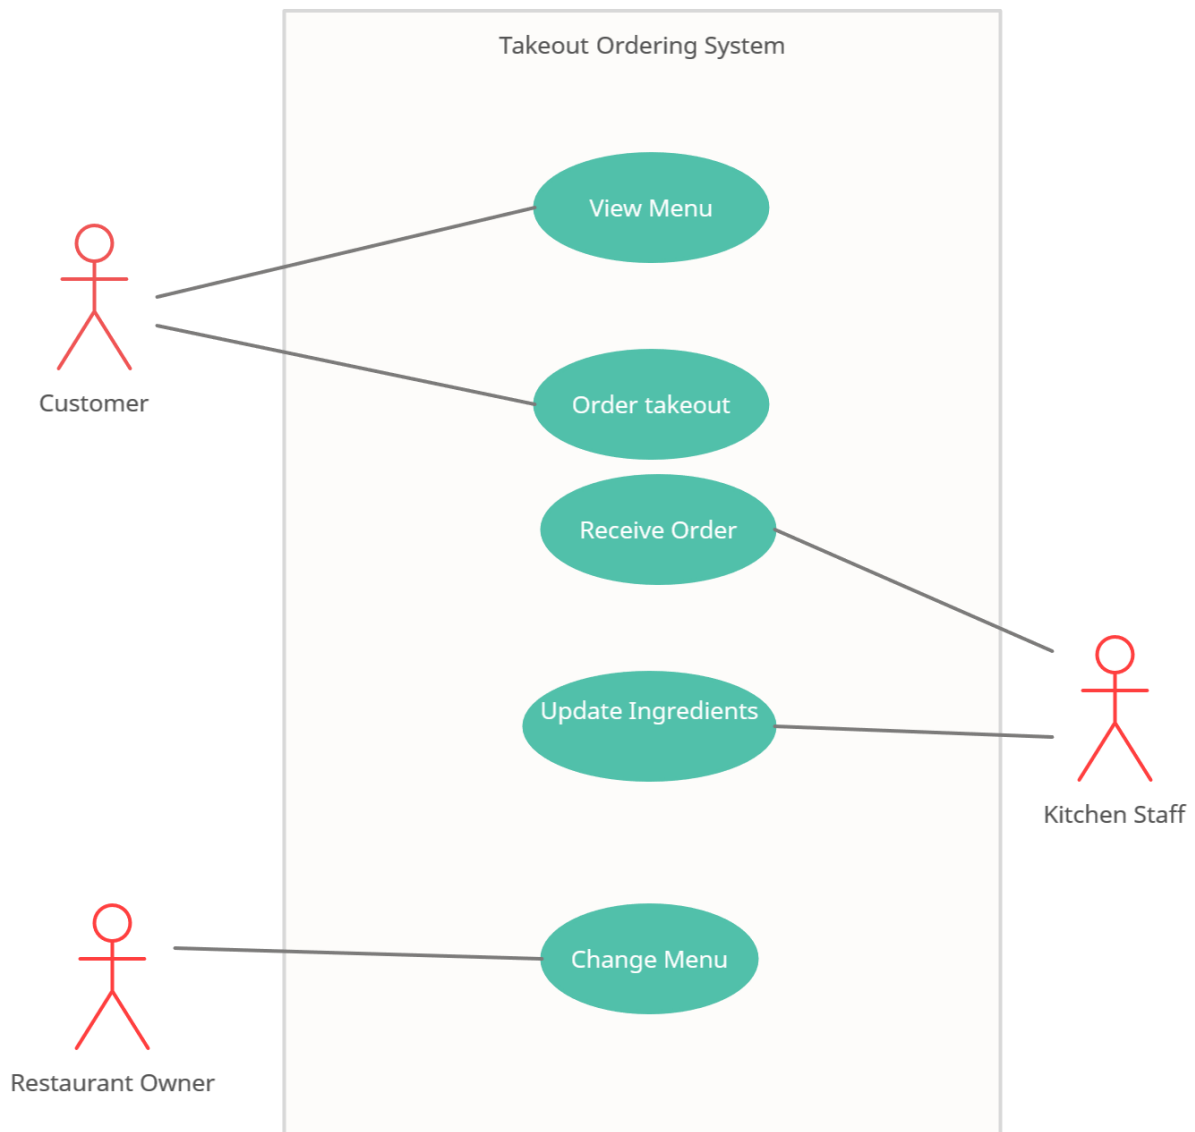 Takeout Ordering System
View Menu
Customer
Order takeout
Receive Order
Update Ingredients
Kitchen Staff
Change Menu
Restaurant Owner